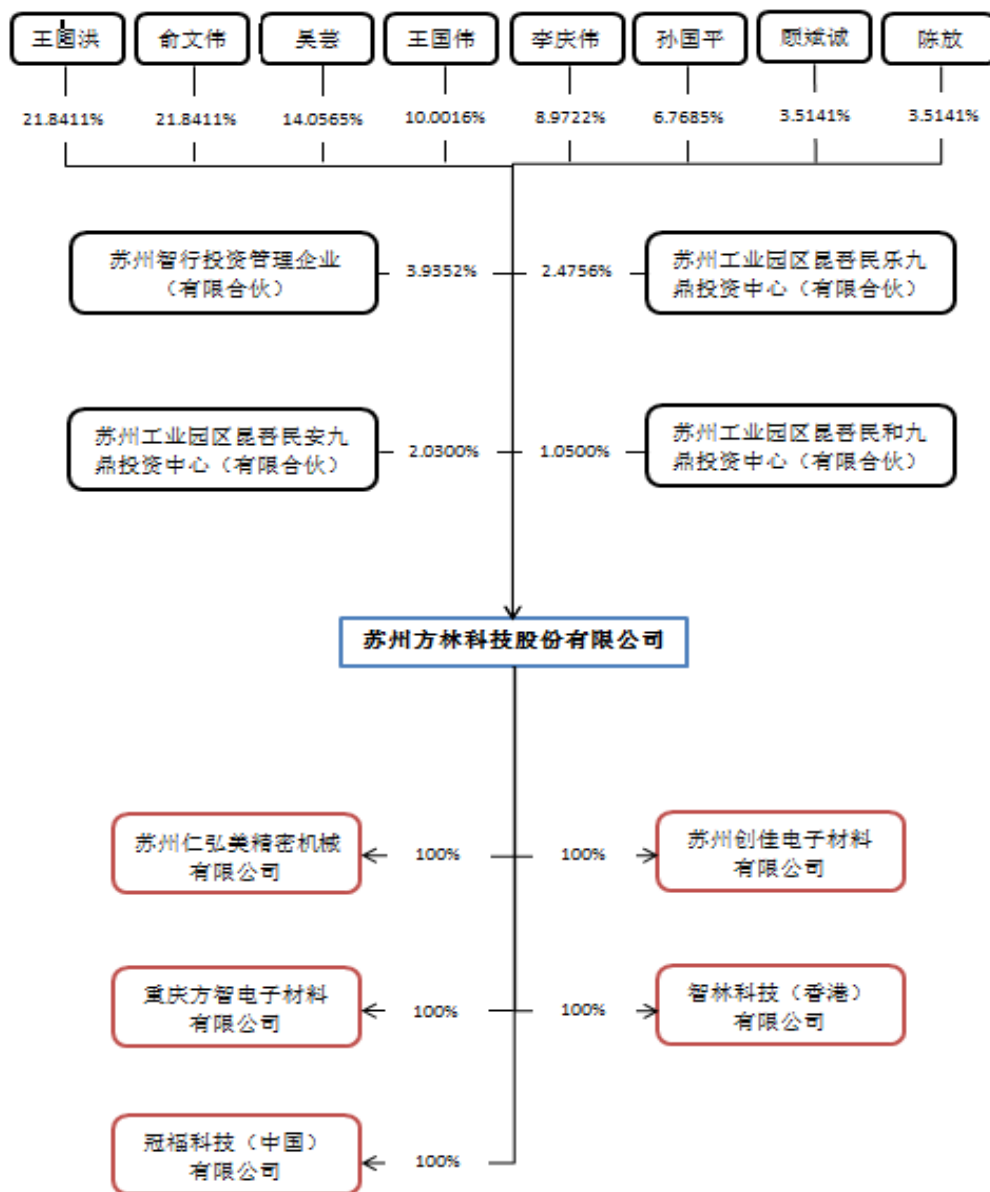 王国洪 俞文伟 吴芸 王国伟 李庆伟 孙国平 顾斌诚 陈放
21.8411% 21.8411% 14.0565% 10.0016% 8.9722% 6.7685% 3.5141% 3.5141%
苏州智行投资管理企业
（有限合伙）
3.9352%
2.4756%
苏州工业园区昆吾民乐九
鼎投资中心（有限合伙）
苏州工业园区昆吾民安九
鼎投资中心（有限合伙）
2.0300%
1.0500%
苏州工业园区昆吾民和九
鼎投资中心（有限合伙）
苏州方林科技股份有限公司
苏州仁弘美精密机械
有限公司
100%
100%
苏州创佳电子材料
有限公司
重庆方智电子材料
有限公司
100%
100%
智林科技（香港）
有限公司
冠福科技（中国）
有限公司
100%